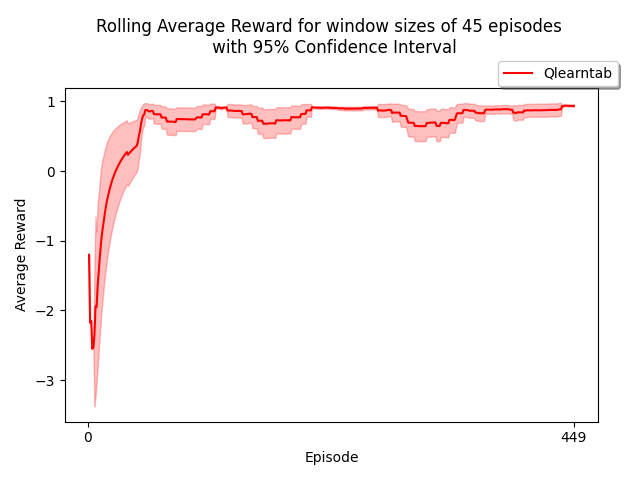 Rolling Average Reward for window sizes of 45 episodes
with 95% Confidence Interval
Qlearntab
1
0
−1
−2
−3
Average Reward
0
449
Episode